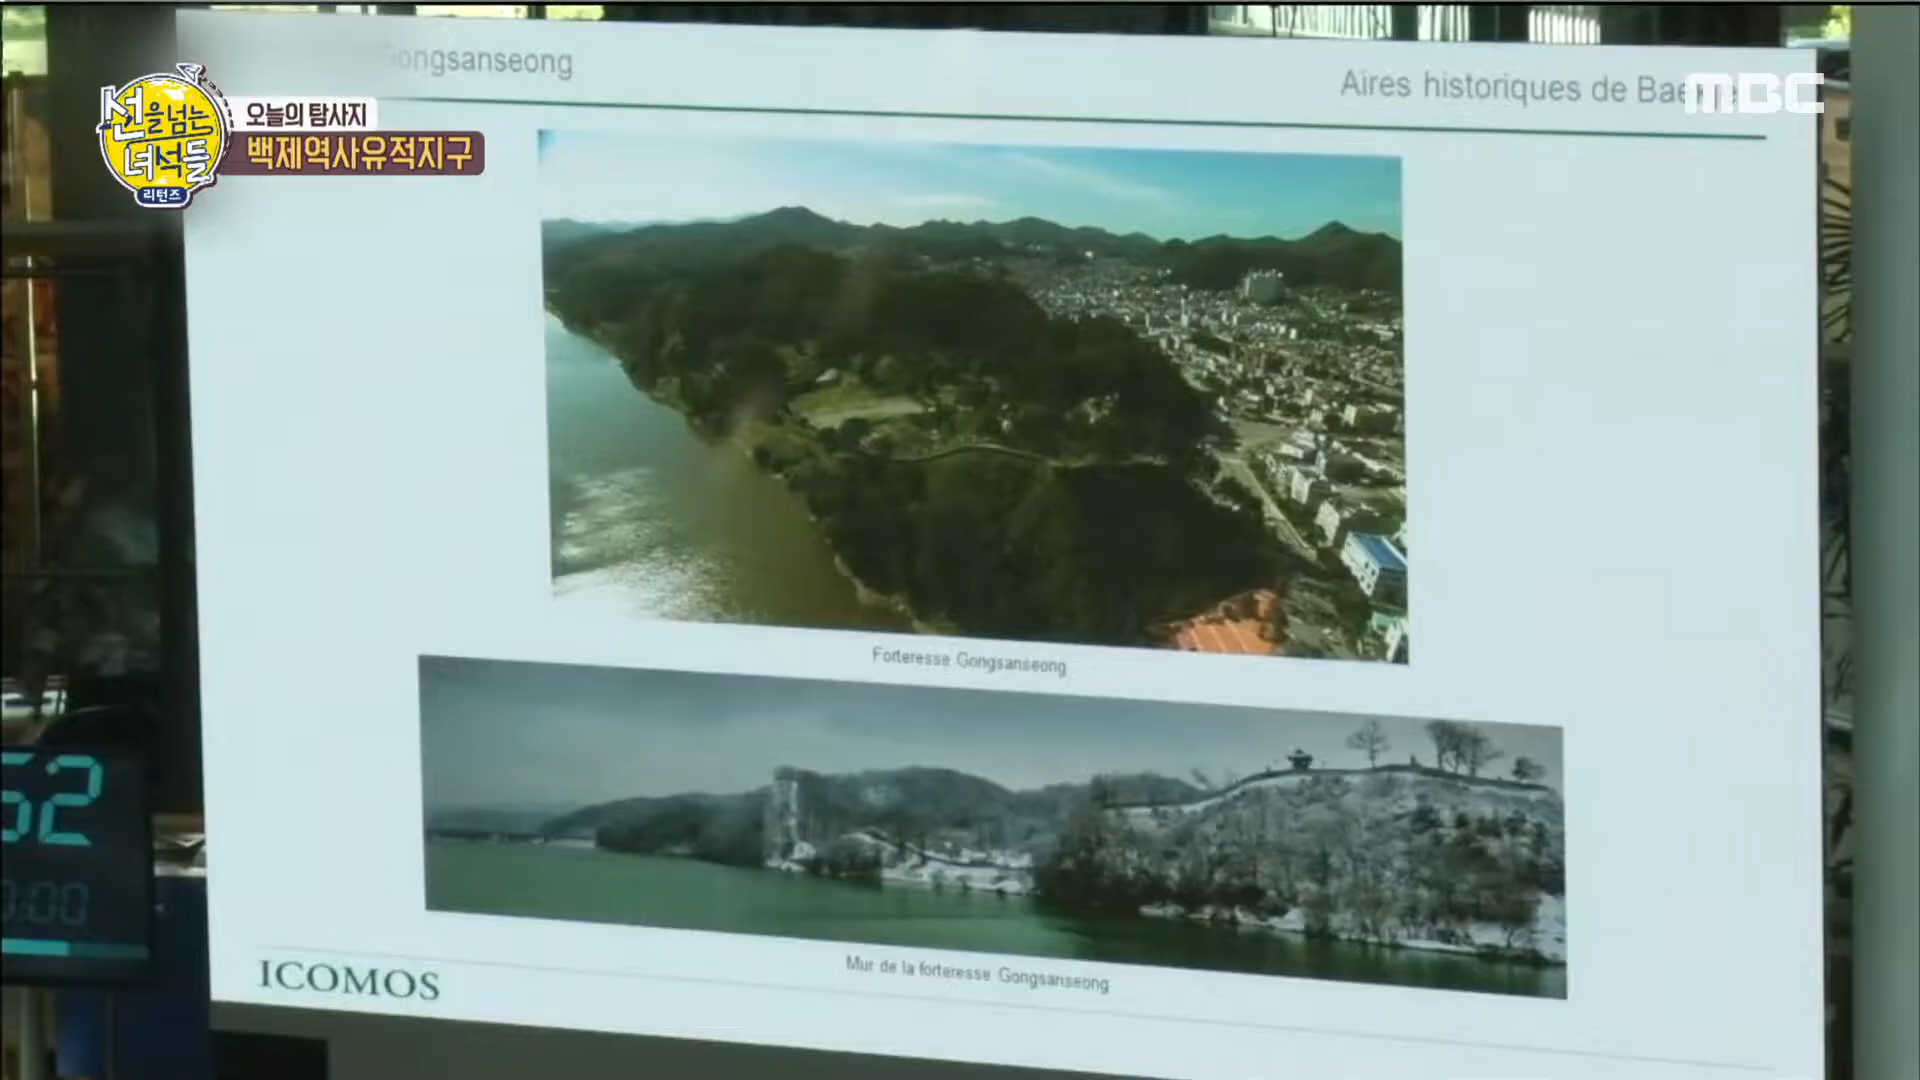 Gongsanseong
Aires historiques de Baekje
MBC
선을 넘는
녀석들
리턴즈
오늘의 탐사지
백제역사유적지구
Forteresse Gongsanseong
Mur de la forteresse Gongsanseong
ICOMOS
52
0:00